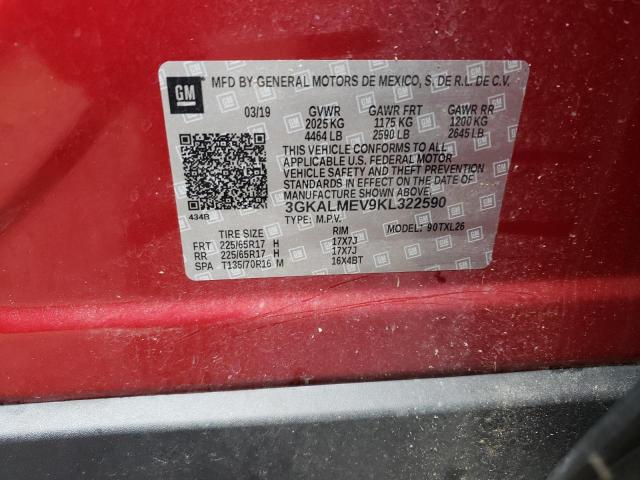 GM
MFD BY GENERAL MOTORS DE MEXICO, S. DE R.L. DE C.V.
03/19 GVWR GAWR FRT GAWR RR
2025 KG 1175 KG 1200 KG
4464 LB 2590 LB 2645 LB
THIS VEHICLE CONFORMS TO ALL
APPLICABLE U.S. FEDERAL MOTOR
VEHICLE SAFETY AND THEFT PREVENTION
STANDARDS IN EFFECT ON THE DATE OF
MANUFACTURE SHOWN ABOVE.
3GKALMEV9KL322590
434B TYPE: M.P.V. MODEL: 90TXL26
TIRE SIZE RIM
FRT 225/65R17 H 17X7J
RR 225/65R17 H 17X7J
SPA T135/70R16 M 16X4BT